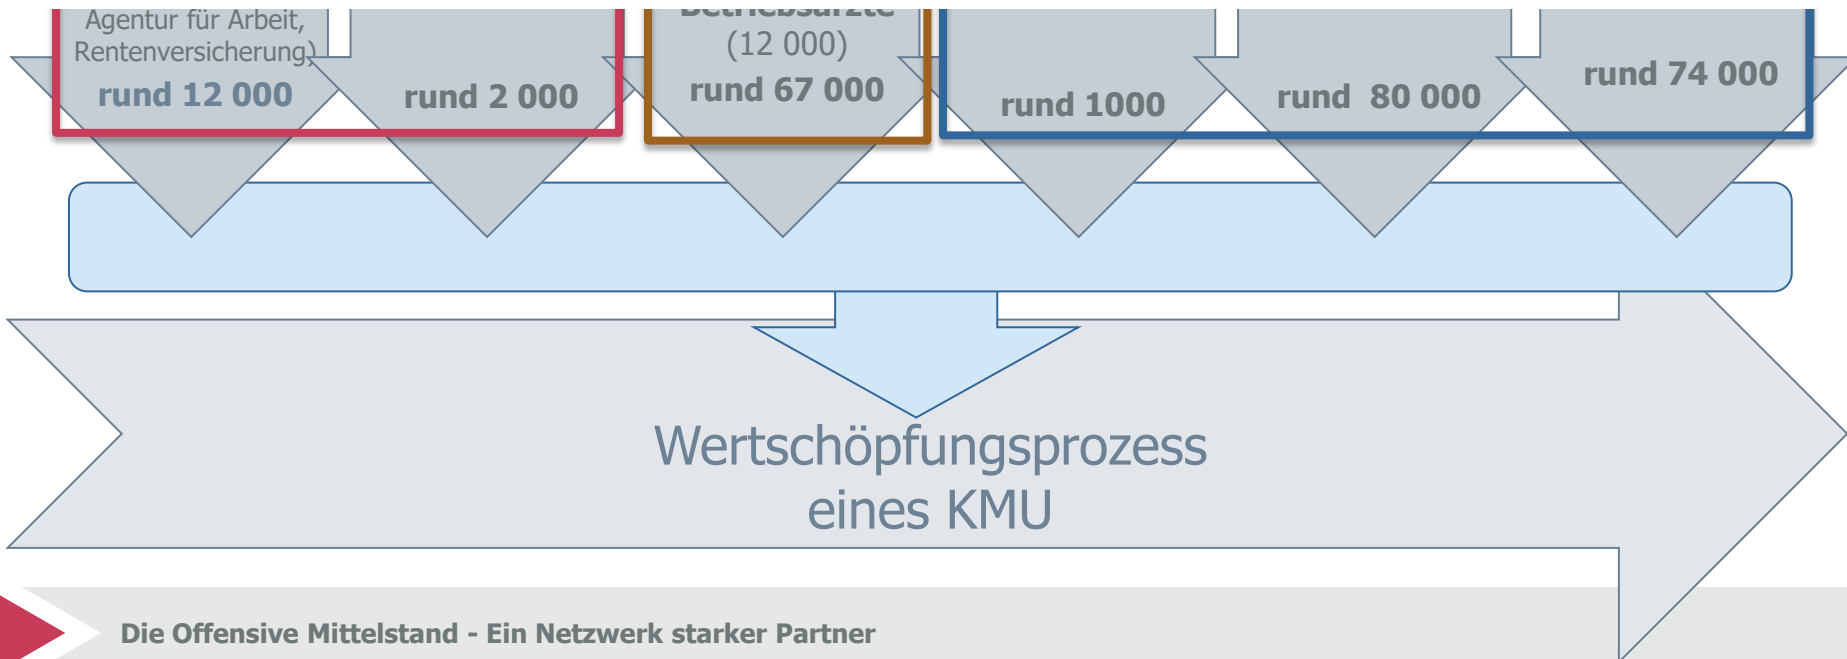 Agentur für Arbeit,
Rentenversicherung)
rund 12 000
rund 2 000
Betriebsärzte
(12 000)
rund 67 000
rund 1000
rund  80 000
rund 74 000
Wertschöpfungsprozess
eines KMU
Die Offensive Mittelstand - Ein Netzwerk starker Partner